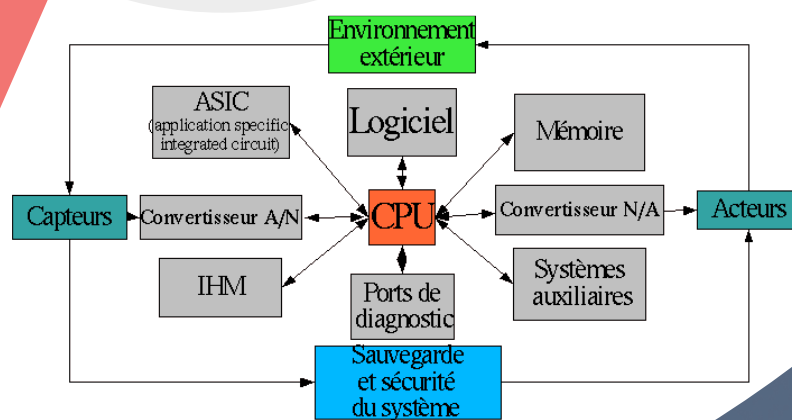 Environnement
extérieur
ASIC
(application specific
integrated circuit)
Logiciel
Mémoire
Capteurs
Convertisseur A/N
CPU
Convertisseur N/A
Acteurs
IHM
Ports de
diagnostic
Systèmes
auxiliaires
Sauvegarde
et sécurité
du système